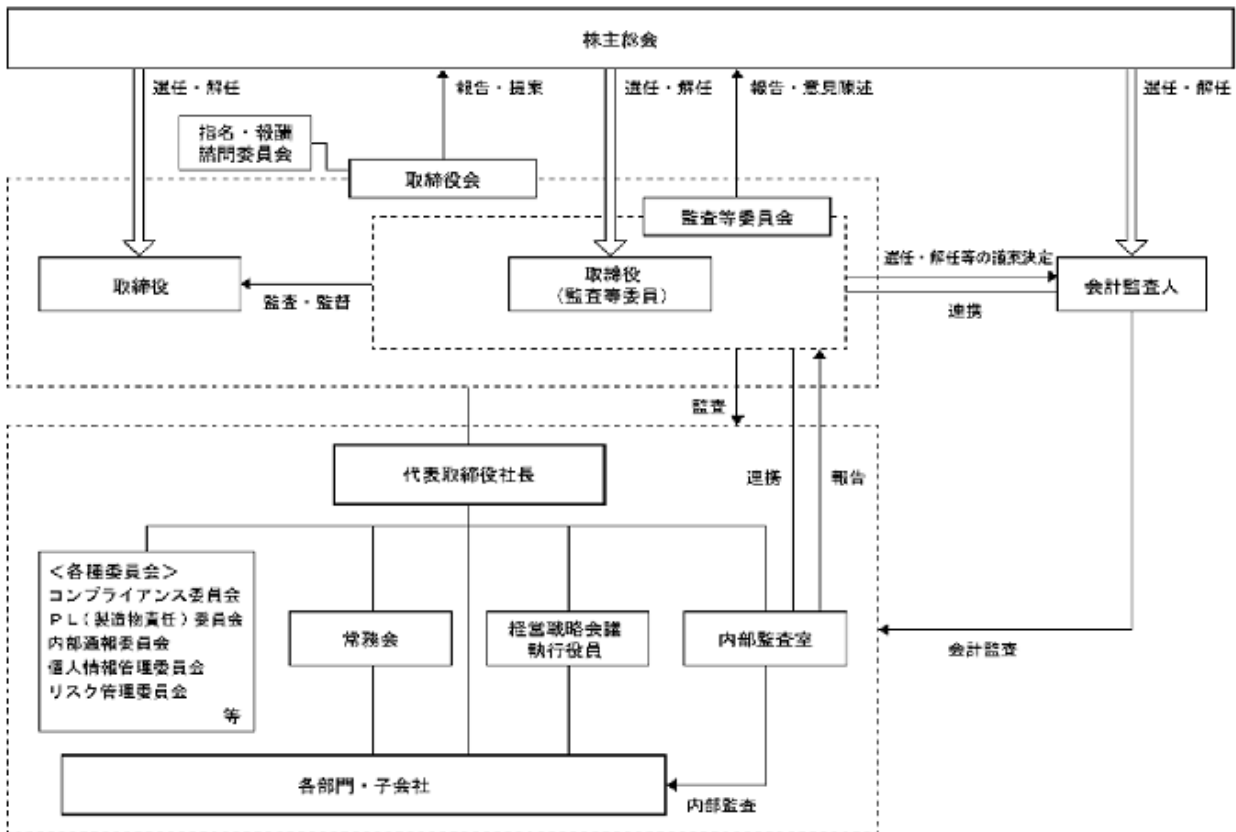 株主総会
選任・解任
報告・提案
選任・解任
報告・意見陳述
選任・解任
指名・報酬
諮問委員会
取締役会
監査等委員会
取締役
監査・監督
取締役
（監査等委員）
選任・解任等の議案決定
連携
会計監査人
監査
代表取締役社長
連携
報告
＜各種委員会＞
コンプライアンス委員会
ＰＬ（製造物責任）委員会
内部通報委員会
個人情報管理委員会
リスク管理委員会
等
常務会
経営戦略会議
執行役員
内部監査室
会計監査
各部門・子会社
内部監査